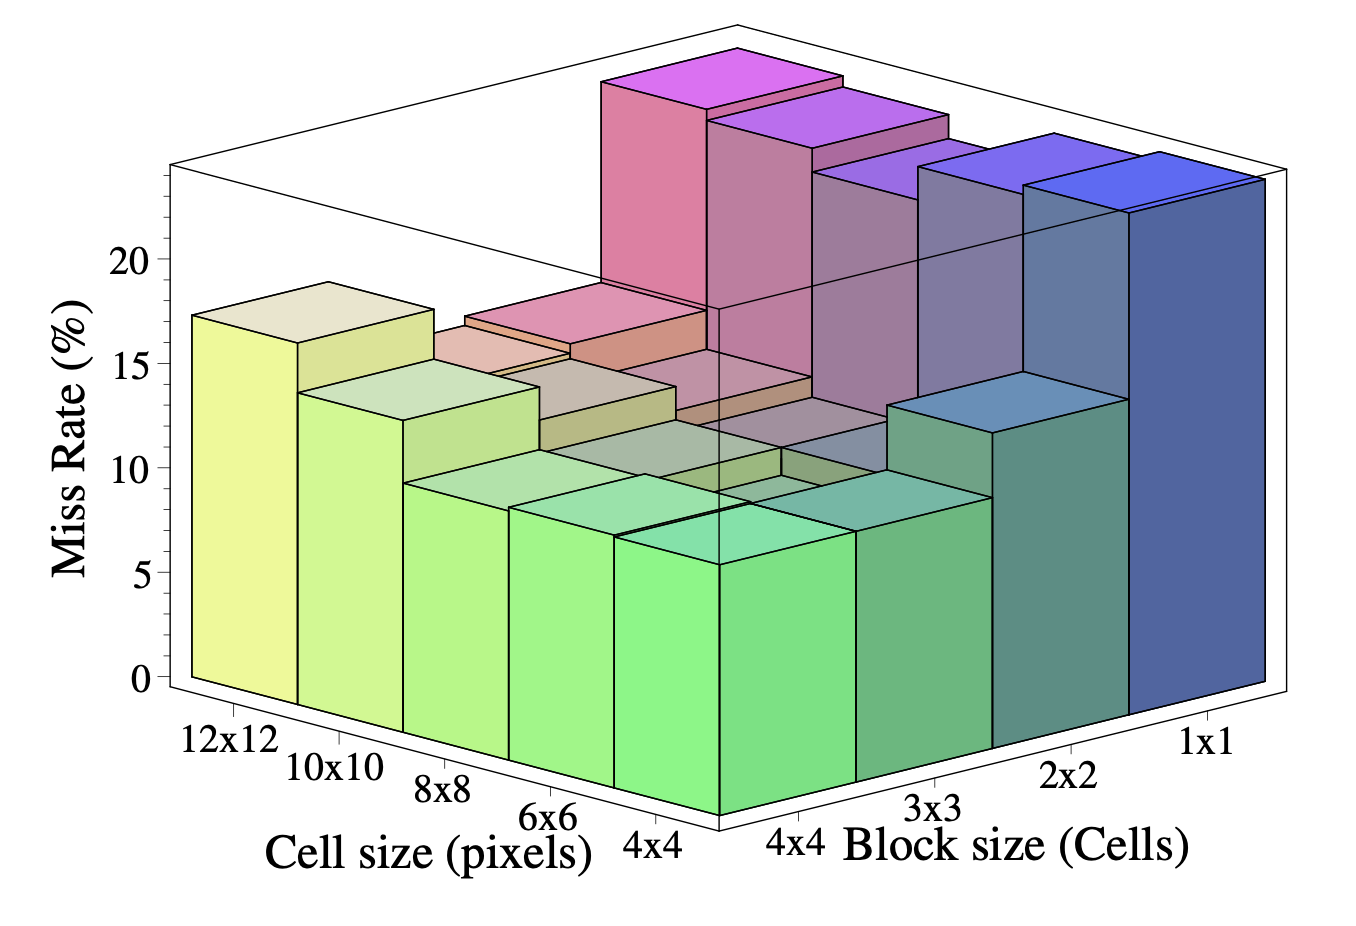 20
15
10
5
0
Miss Rate (%)
12x12
10x10
8x8
6x6
4x4
Cell size (pixels)
4x4
3x3
2x2
1x1
Block size (Cells)